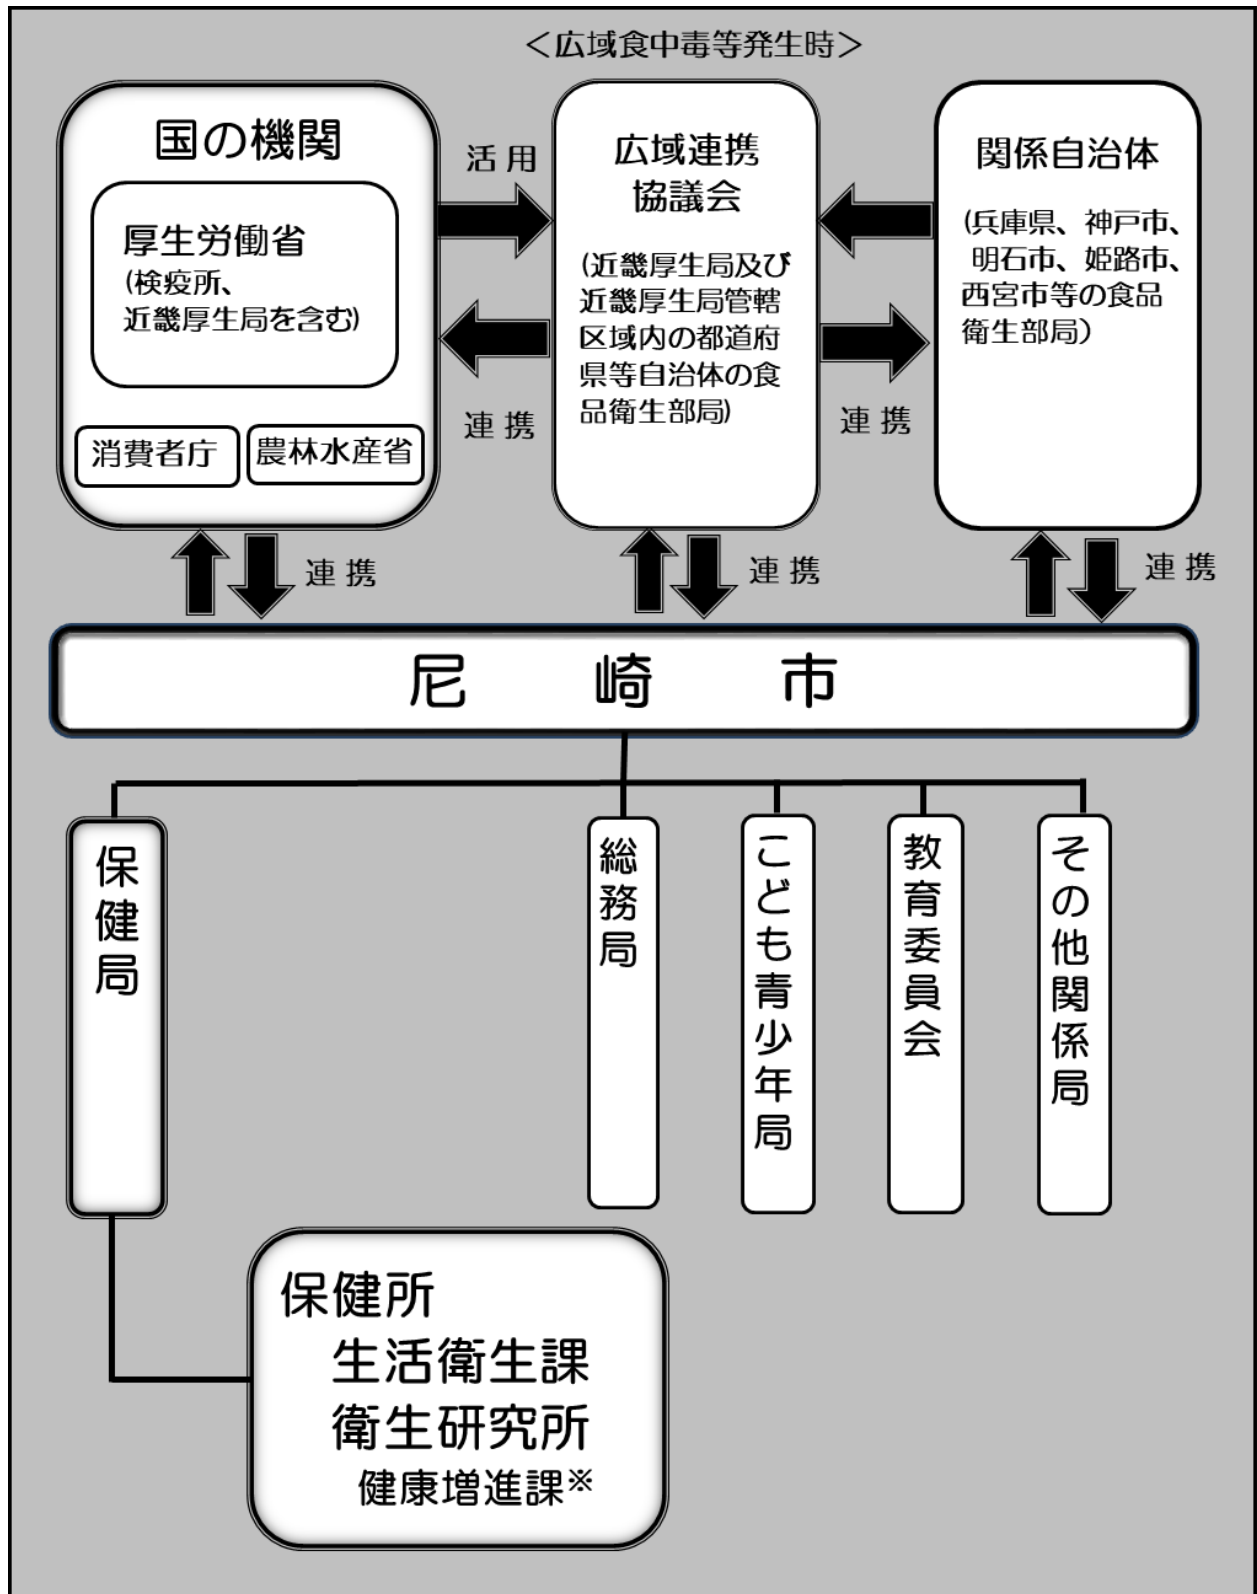 ＜広域食中毒等発生時＞
国の機関
厚生労働省
(検疫所、
近畿厚生局を含む)
消費者庁
農林水産省
活用
連携
広域連携
協議会
(近畿厚生局及び
近畿厚生局管轄
区域内の都道府
県等自治体の食
品衛生部局)
連携
関係自治体
(兵庫県、神戸市、
明石市、姫路市、
西宮市等の食品
衛生部局）
連携
連携
連携
尼崎市
保健局
総務局
こども青少年局
教育委員会
その他関係局
保健所
生活衛生課
衛生研究所
健康増進課※